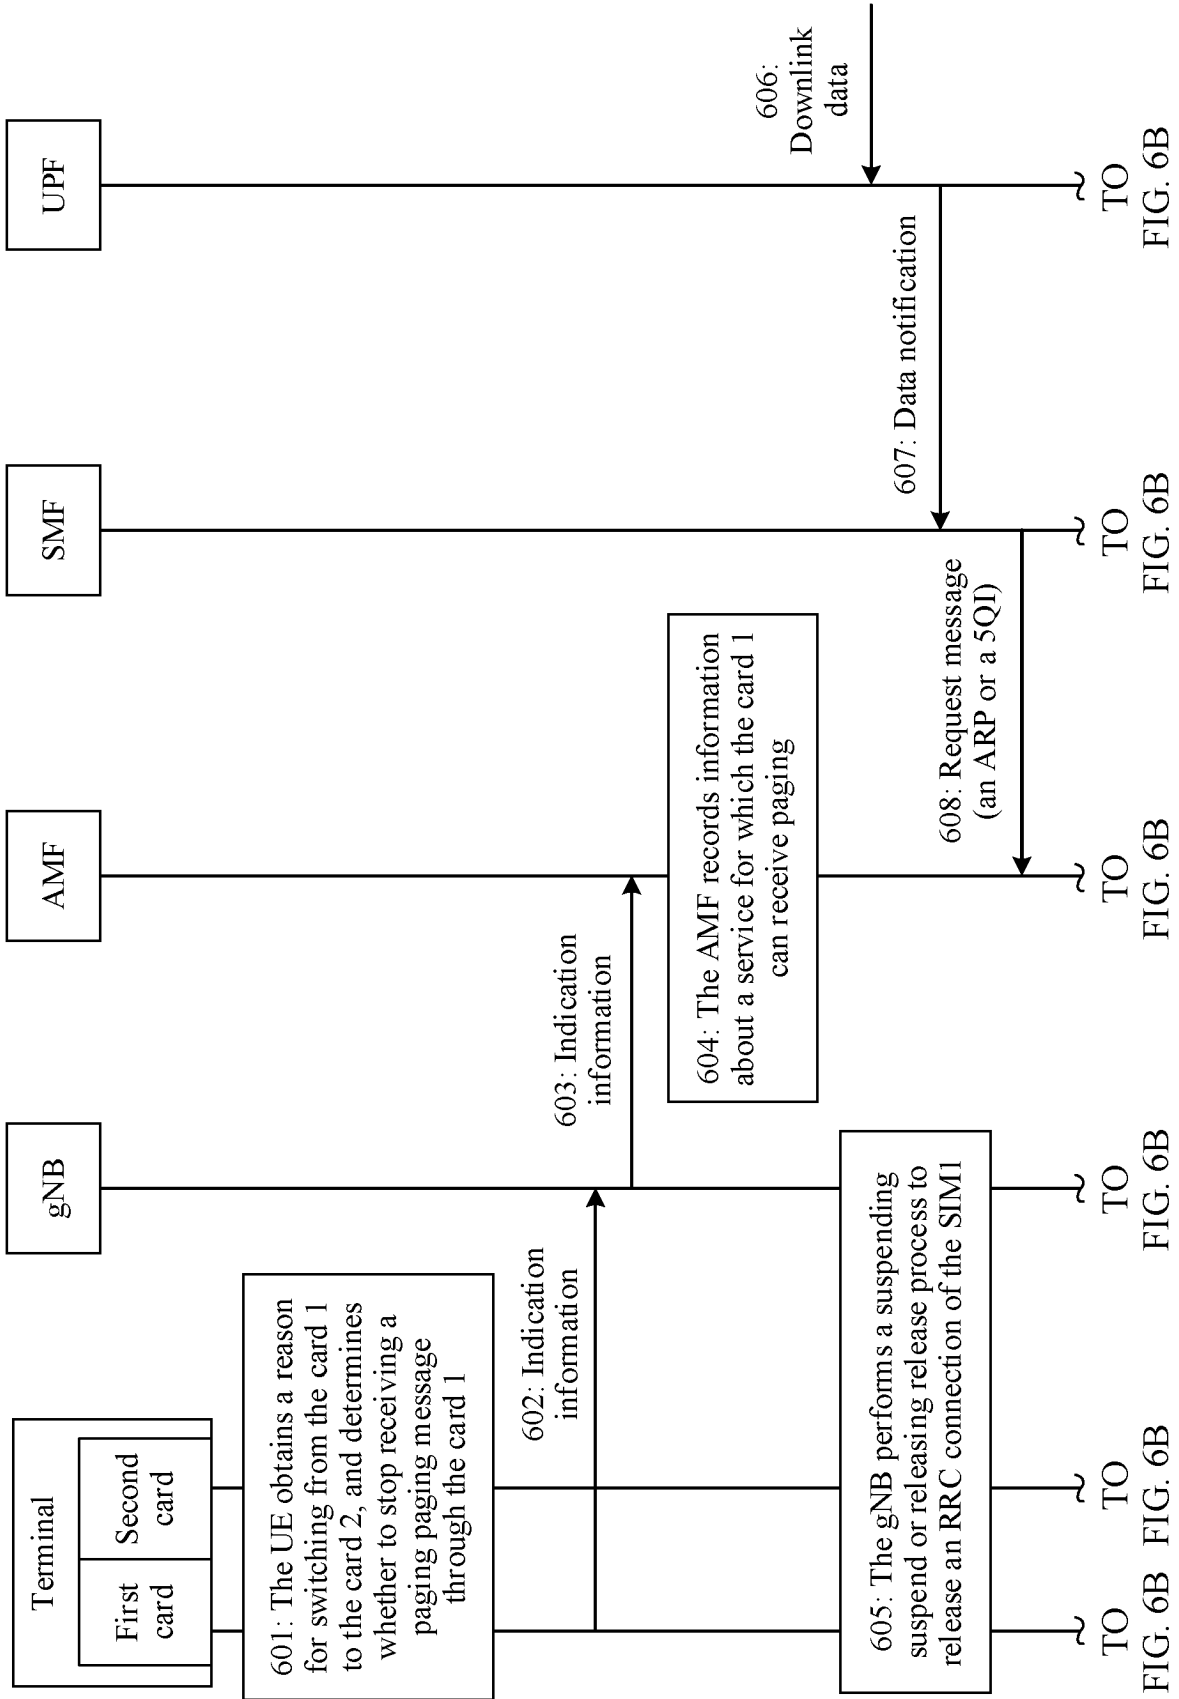 Terminal
First
card
Second
card
gNB
AMF
SMF
UPF
601: The UE obtains a reason
for switching from the card 1
to the card 2, and determines
whether to stop receiving a
paging paging message
through the card 1
602: Indication
information
603: Indication
information
604: The AMF records information
about a service for which the card 1
can receive paging
605: The gNB performs a suspending
suspend or releasing release process to
release an RRC connection of the SIM1
606:
Downlink
data
607: Data notification
608: Request message
(an ARP or a 5QI)
TO
FIG. 6B
TO
FIG. 6B
TO
FIG. 6B
TO
FIG. 6B
TO
FIG. 6B
TO
FIG. 6B